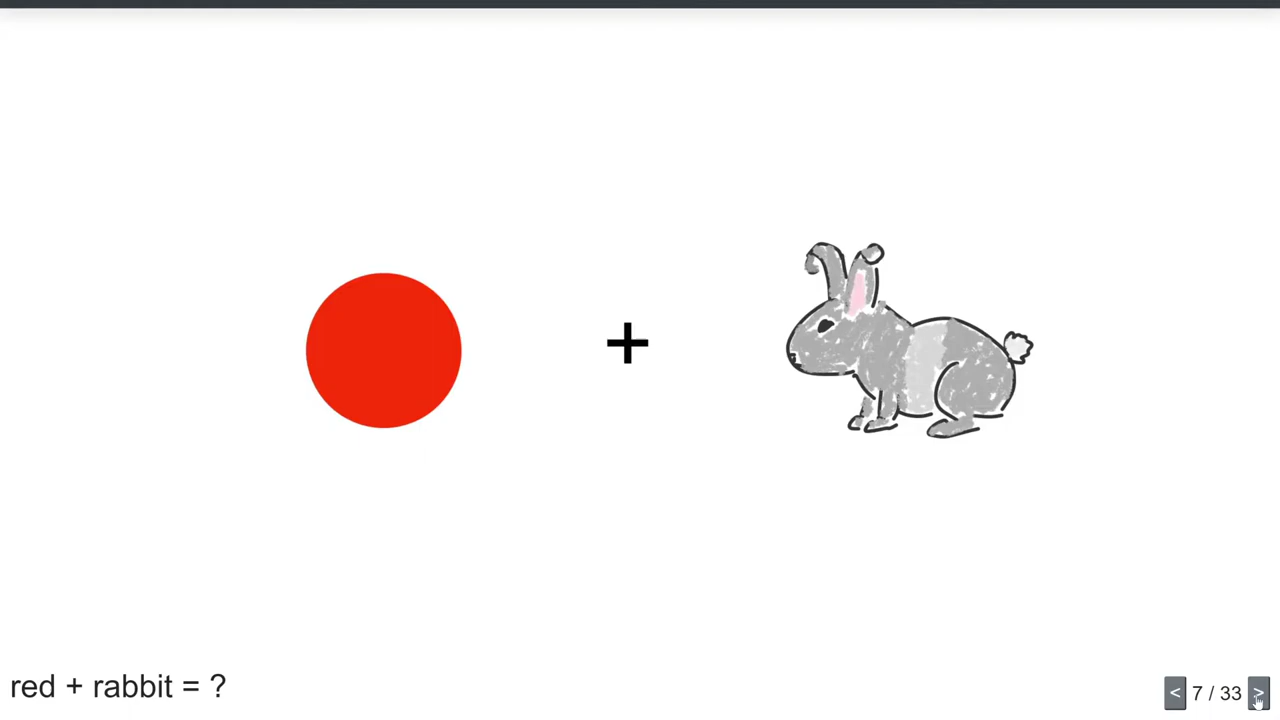 +
red + rabbit = ?
< 7 / 33 >